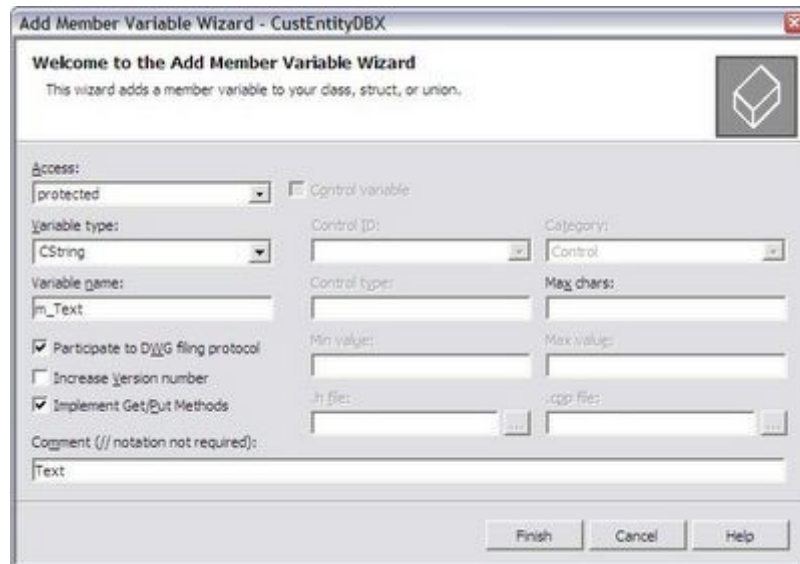 Add Member Variable Wizard - CustEntityDBX
Welcome to the Add Member Variable Wizard
This wizard adds a member variable to your class, struct, or union.
Access:
protected
Control variable
Variable type:
Control ID:
Category:
CString
Control
Variable name:
Control type:
Max chars:
m_Text
Participate to DWG filing protocol
Min value:
Max value:
Increase Version number
Implement Get/Put Methods
.h file:
.cpp file:
...
...
Comment (// notation not required):
Text
Finish
Cancel
Help